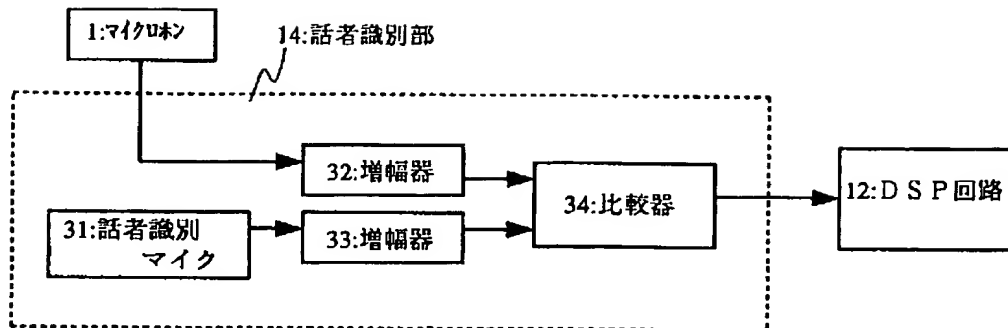 1:マイクロホン
14:話者識別部
32:増幅器
34:比較器
12:DSP回路
31:話者識別
マイク
33:増幅器